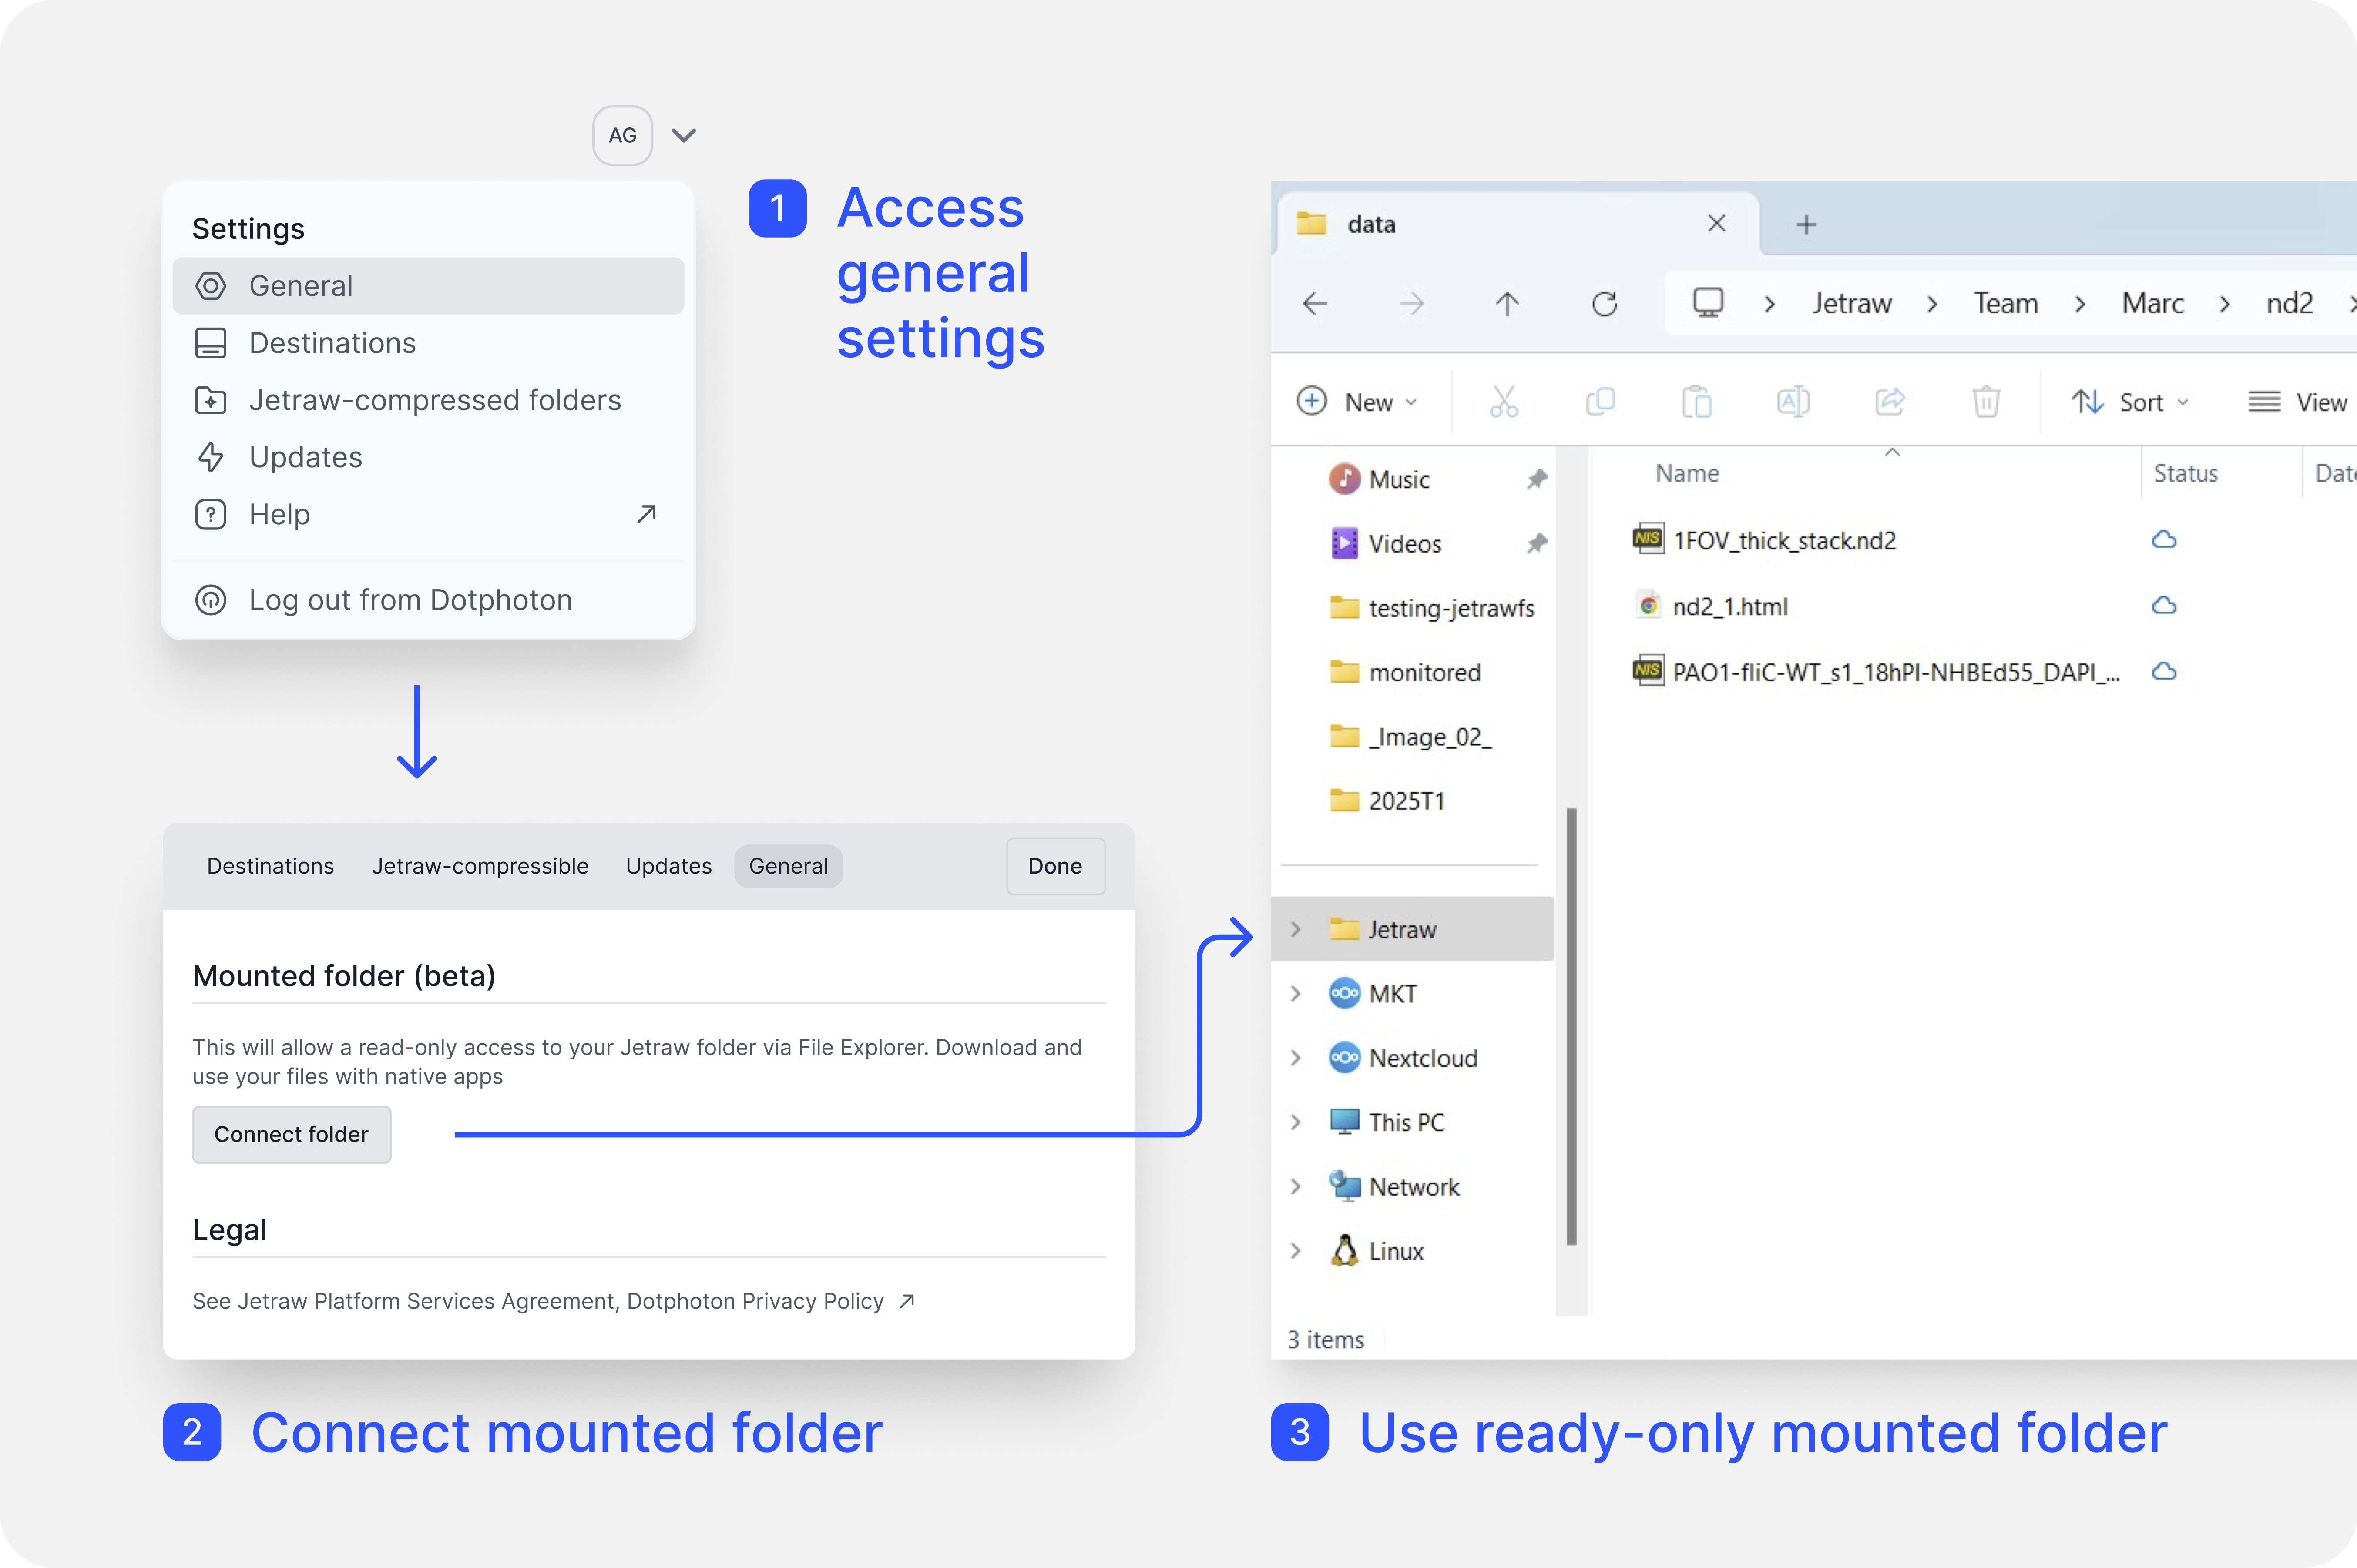 AG
Settings
General
Destinations
Jetraw-compressed folders
Updates
Help
Log out from Dotphoton
1 Access
general
settings
Destinations Jetraw-compressible Updates General Done
Mounted folder (beta)
This will allow a read-only access to your Jetraw folder via File Explorer. Download and
use your files with native apps
Connect folder
Legal
See Jetraw Platform Services Agreement, Dotphoton Privacy Policy
2 Connect mounted folder
data
Jetraw Team Marc nd2
New Sort View
Music
Videos
testing-jetrawfs
monitored
_Image_02_
2025T1
Jetraw
MKT
Nextcloud
This PC
Network
Linux
Name Status
NIS 1FOV_thick_stack.nd2
nd2_1.html
NIS PAO1-fliC-WT_s1_18hPI-NHBEd55_DAPI_...
3 items
3 Use ready-only mounted folder